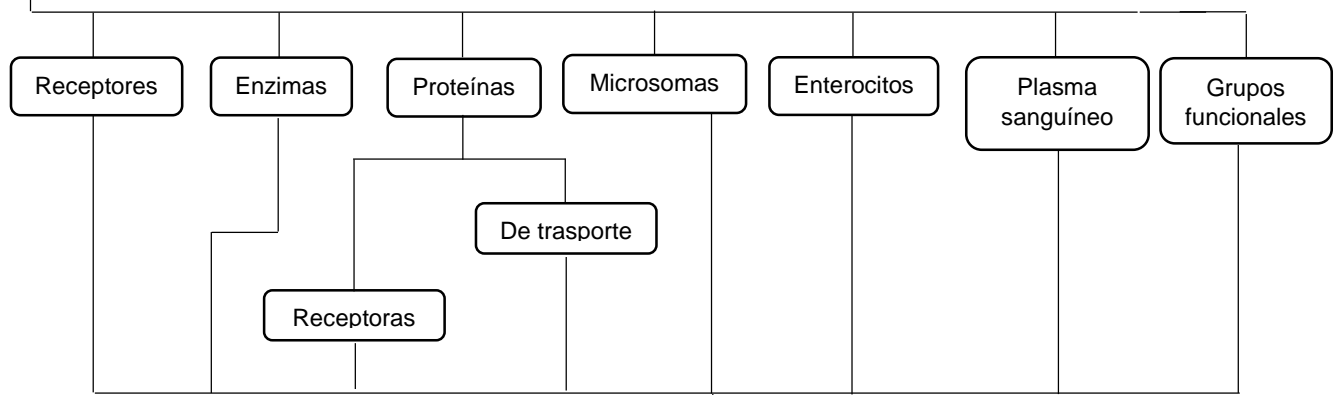 Receptores
Enzimas
Proteínas
Microsomas
Enterocitos
Plasma
sanguíneo
Grupos
funcionales
De trasporte
Receptoras